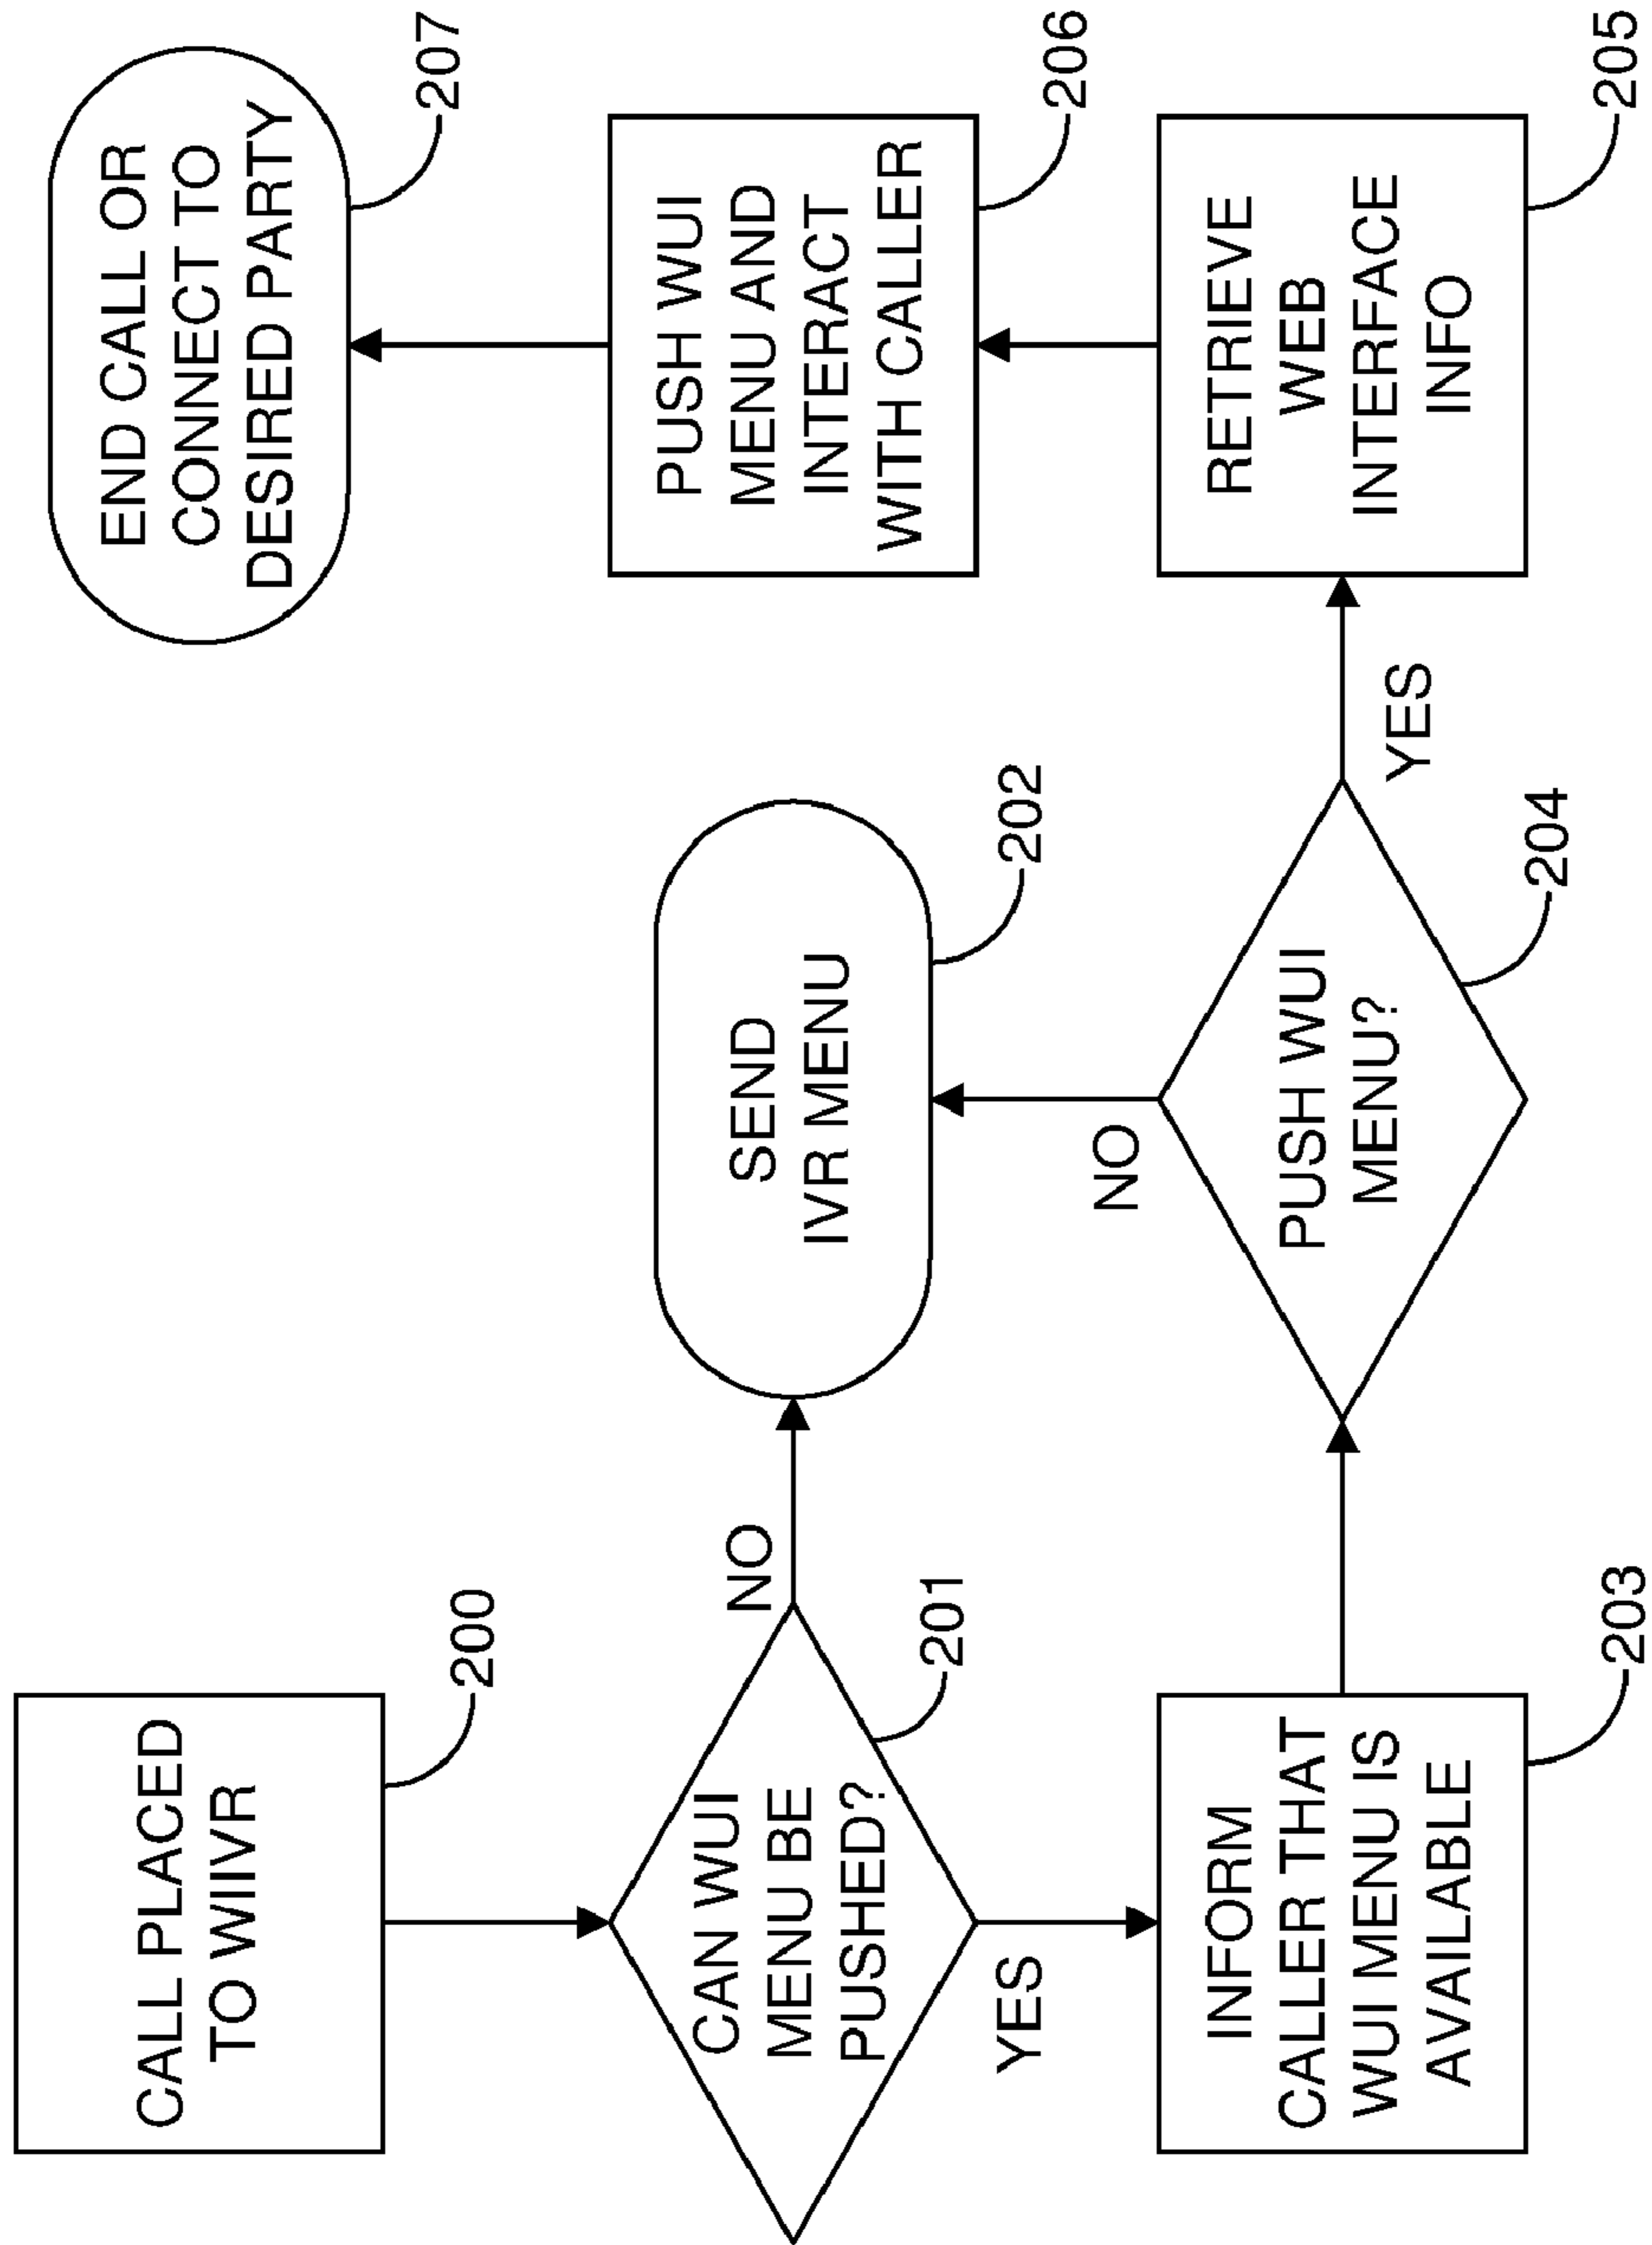 CALL PLACED
TO WIIVR
200
CAN WUI
MENU BE
PUSHED?
201
NO
YES
SEND
IVR MENU
202
INFORM
CALLER THAT
WUI MENU IS
AVAILABLE
203
PUSH WUI
MENU?
204
NO
YES
RETRIEVE
WEB
INTERFACE
INFO
205
PUSH WUI
MENU AND
INTERACT
WITH CALLER
206
END CALL OR
CONNECT TO
DESIRED PARTY
207